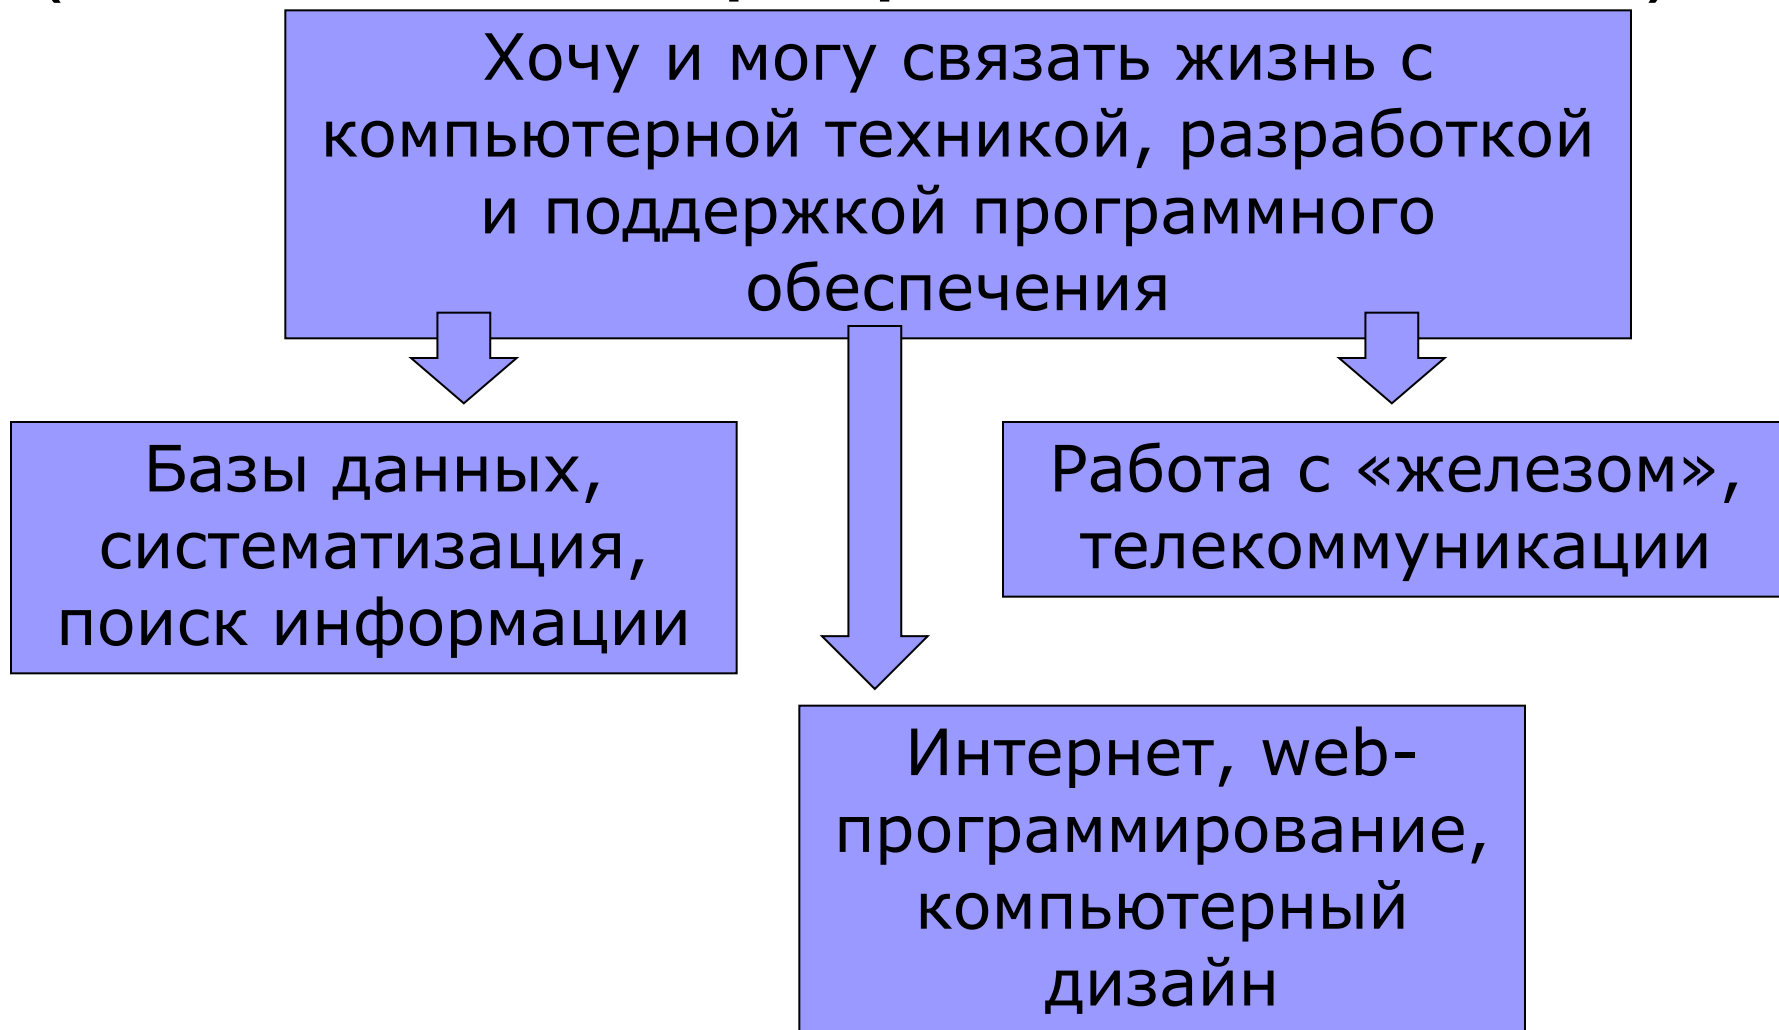 Хочу и могу связать жизнь с
компьютерной техникой, разработкой
и поддержкой программного
обеспечения
Базы данных,
систематизация,
поиск информации
Работа с «железом»,
телекоммуникации
Интернет, web-
программирование,
компьютерный
дизайн